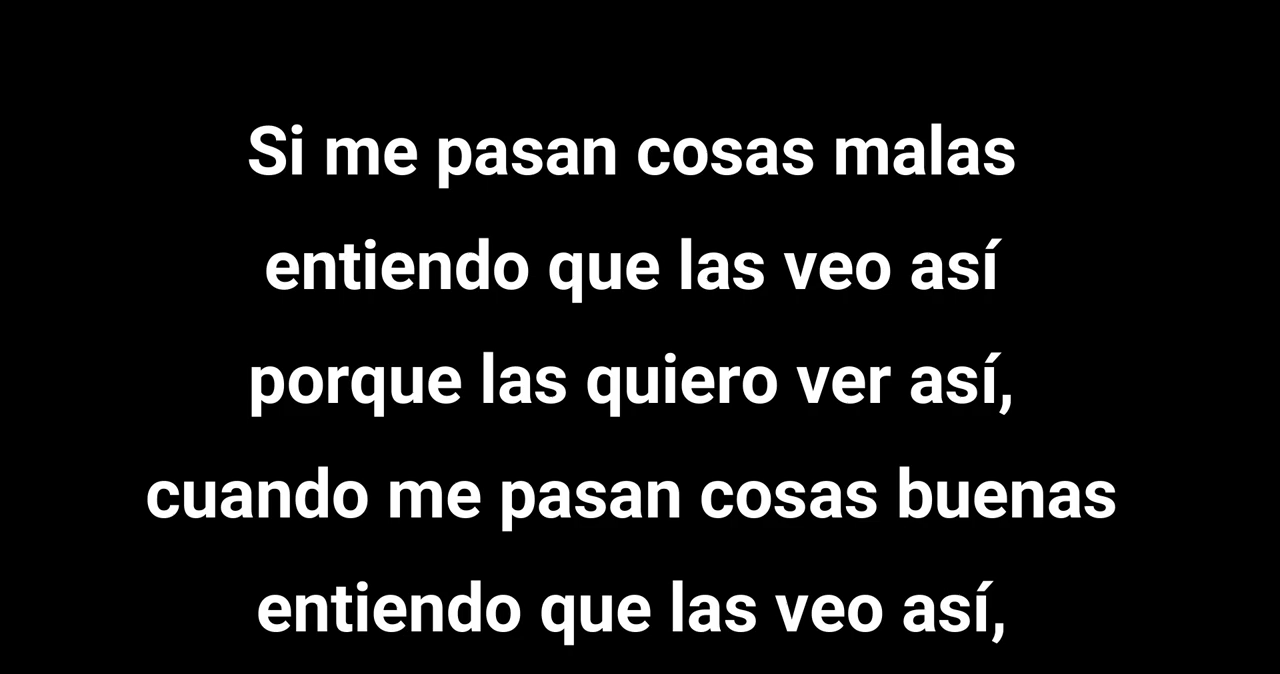 Si me pasan cosas malas
entiendo que las veo así
porque las quiero ver así,
cuando me pasan cosas buenas
entiendo que las veo así,